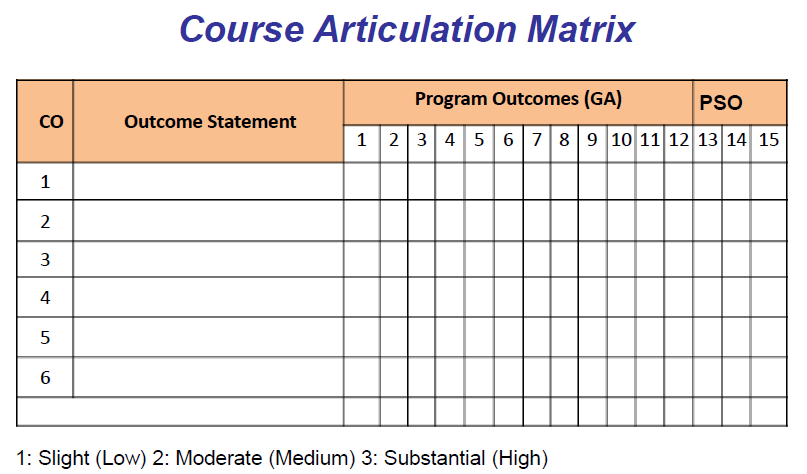 Course Articulation Matrix
CO Outcome Statement Program Outcomes (GA) PSO
1 2 3 4 5 6 7 8 9 10 11 12 13 14 15
1
2
3
4
5
6
1: Slight (Low) 2: Moderate (Medium) 3: Substantial (High)